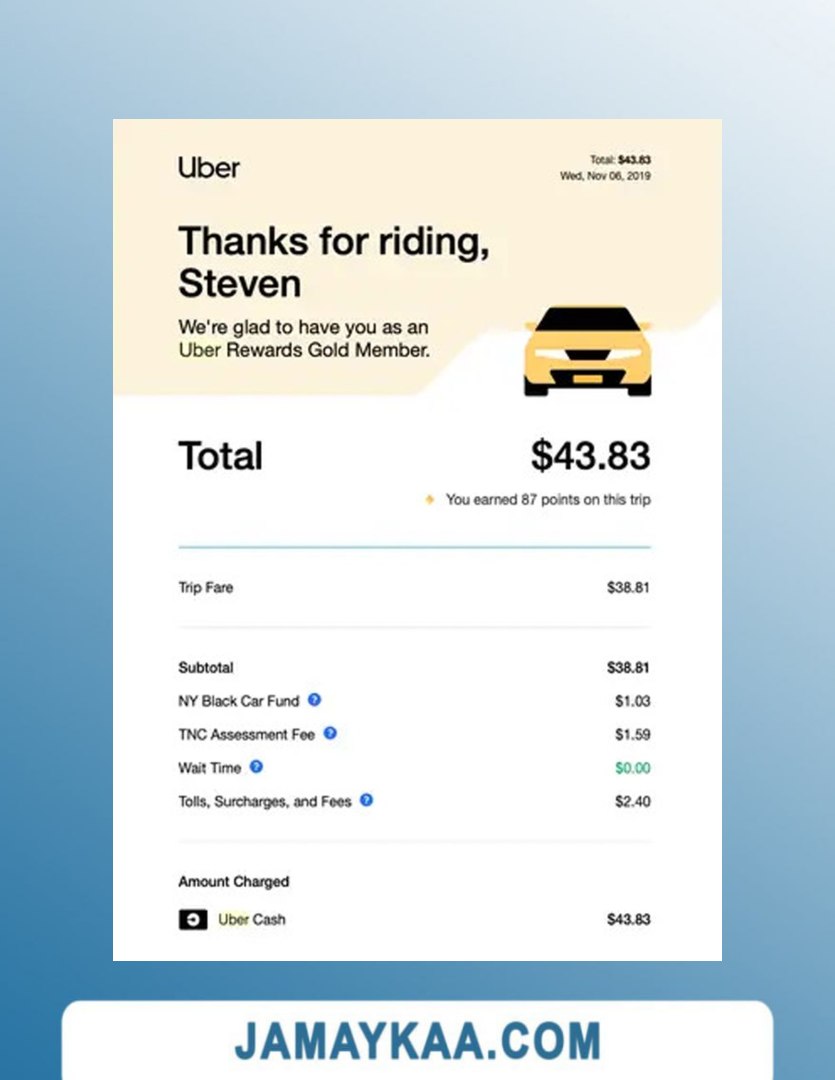 Uber
Total: $43.83
Wed, Nov 06, 2019
Thanks for riding,
Steven
We're glad to have you as an
Uber Rewards Gold Member.
Total $43.83
You earned 87 points on this trip
Trip Fare $38.81
Subtotal $38.81
NY Black Car Fund ? $1.03
TNC Assessment Fee ? $1.59
Wait Time ? $0.00
Tolls, Surcharges, and Fees ? $2.40
Amount Charged
Uber Cash $43.83
JAMAYKAA.COM